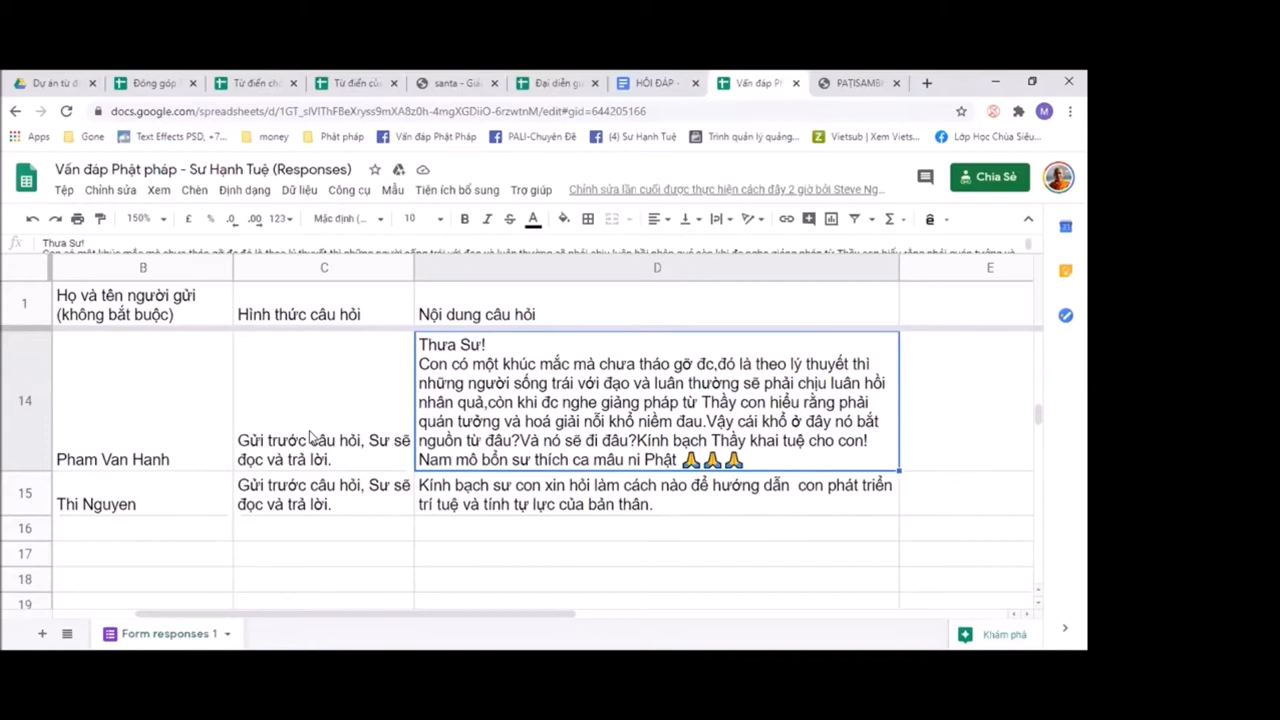 Dự án từ đ
Đóng góp
Từ điển ch
Từ điển củ
santa - Giả
Đại diễn gi
HỎI ĐÁP -
Vấn đáp Ph
PAṬISAMBH
docs.google.com/spreadsheets/d/1GT_sIVlThFBeXryss9mXA8z0h-4mgXGDiiO-6rzwtnM/edit#gid=644205166
Apps
Gone
Text Effects PSD, +7...
money
Phật pháp
Vấn đáp Phật Pháp
PALI-Chuyên Đề
(4) Sư Hạnh Tuệ
Trình quản lý quảng...
Vietsub | Xem Viets...
Lớp Học Chùa Siêu...
Vấn đáp Phật pháp - Sư Hạnh Tuệ (Responses)
Chia Sẻ
Tệp Chỉnh sửa Xem Chèn Định dạng Dữ liệu Công cụ Mẫu Tiện ích bổ sung Trợ giúp
Chỉnh sửa lần cuối được thực hiện cách đây 2 giờ bởi Steve Ng...
150% £ % .0 .00 123 Mặc định (... 10 B I S A
fx Thưa Sư!
B C D E
1
Họ và tên người gửi
(không bắt buộc)
Hình thức câu hỏi
Nội dung câu hỏi
14
Pham Van Hanh
Gửi trước câu hỏi, Sư sẽ
đọc và trả lời.
Thưa Sư!
Con có một khúc mắc mà chưa tháo gỡ đc,đó là theo lý thuyết thì
những người sống trái với đạo và luân thường sẽ phải chịu luân hồi
nhân quả,còn khi đc nghe giảng pháp từ Thầy con hiểu rằng phải
quán tưởng và hoá giải nỗi khổ niềm đau.Vậy cái khổ ở đây nó bắt
nguồn từ đâu?Và nó sẽ đi đâu?Kính bạch Thầy khai tuệ cho con!
Nam mô bổn sư thích ca mâu ni Phật 🙏🙏🙏
15
Thi Nguyen
Gửi trước câu hỏi, Sư sẽ
đọc và trả lời.
Kính bạch sư con xin hỏi làm cách nào để hướng dẫn  con phát triển
trí tuệ và tính tự lực của bản thân.
16
17
18
19
Form responses 1
Khám phá